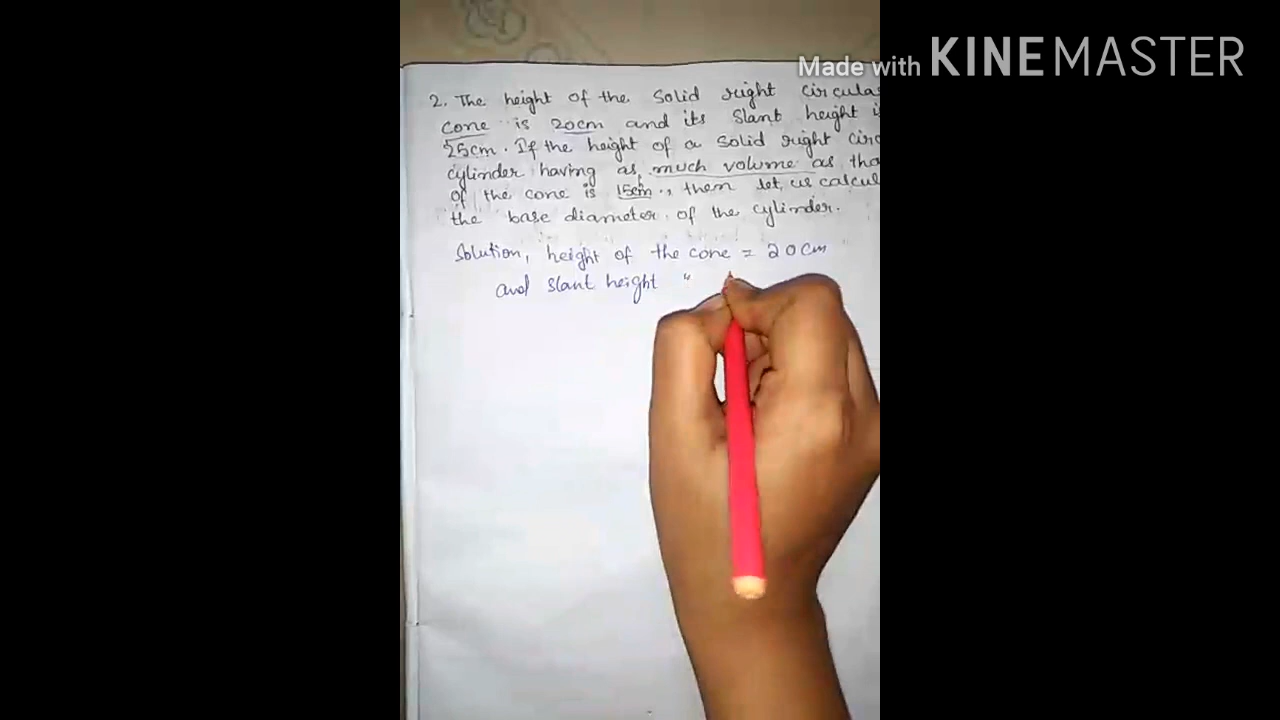 Made with KINEMASTER
2. The height of the solid right circula
cone is 20cm and its slant height i
25cm. If the height of a solid right circ
cylinder having as much volume as tha
of the cone is 15cm, them let us calcul
the base diameter of the cylinder.
Solution, height of the cone = 20cm
and slant height "